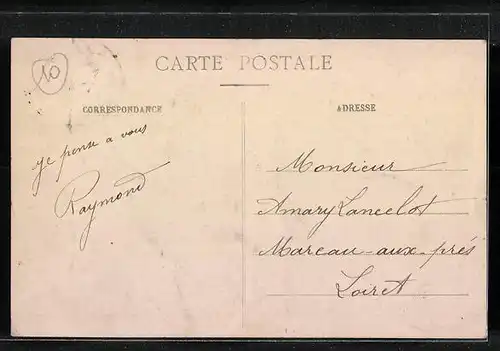 10
CARTE POSTALE
CORRESPONDANCE
ADRESSE
je pense a vous
Raymond
Monsieur
Amary Lancelot
Mareau-aux-prés
Loiret